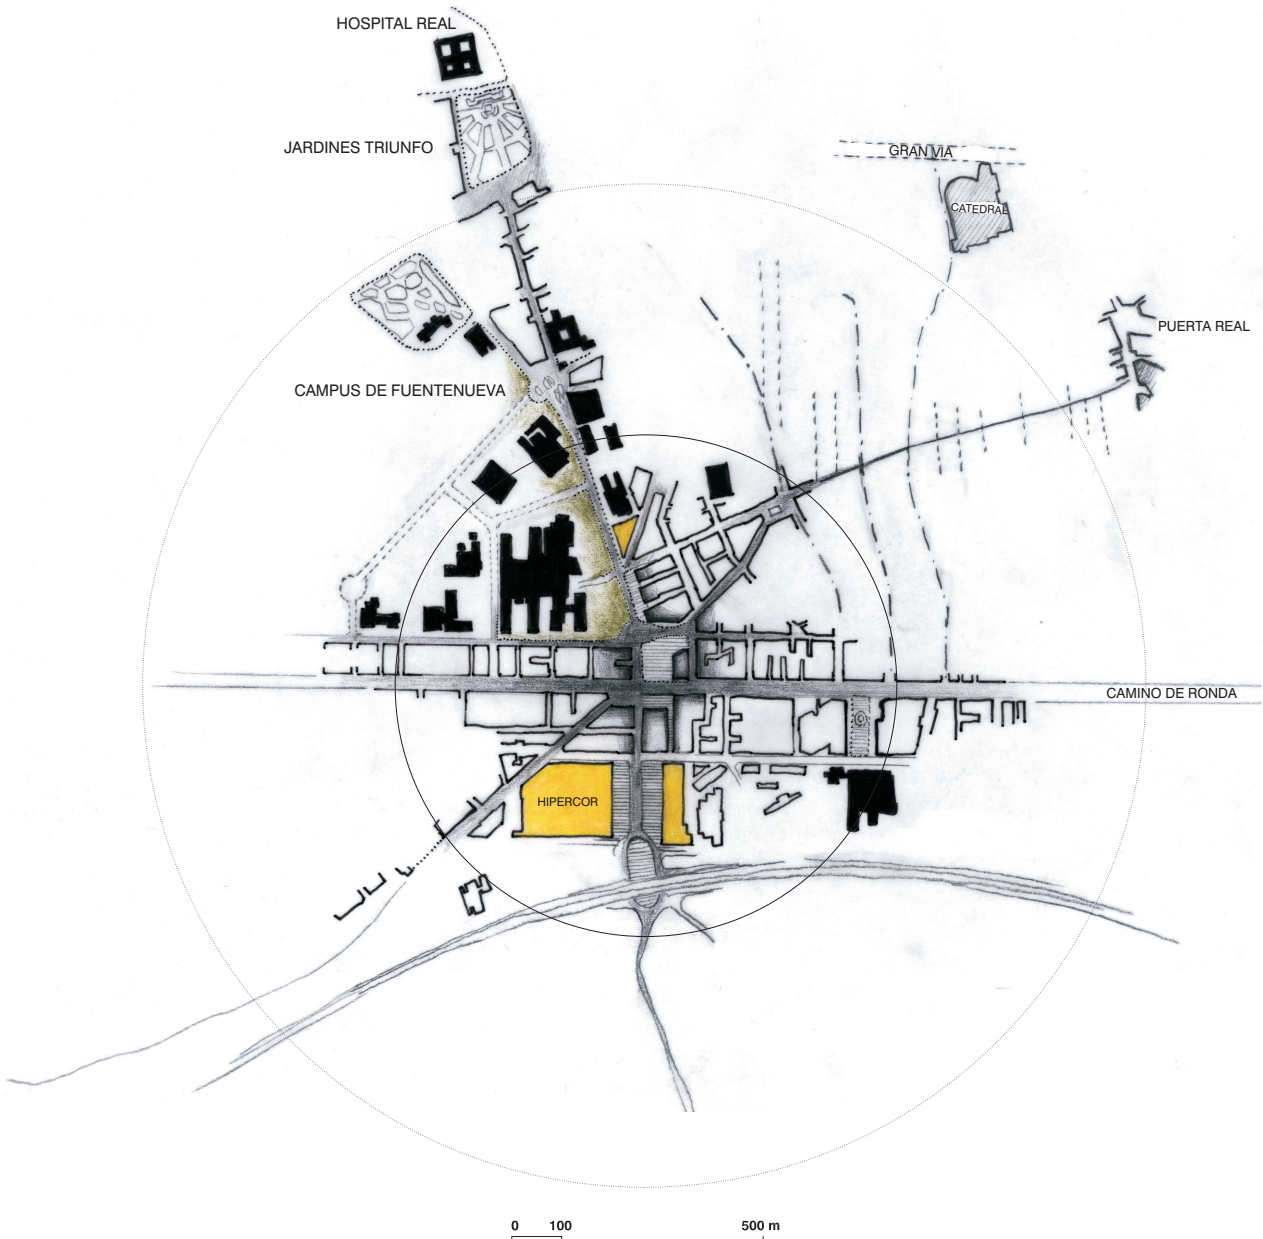 HOSPITAL REAL
JARDINES TRIUNFO
GRAN VIA
CATEDRAL
PUERTA REAL
CAMPUS DE FUENTENUEVA
CAMINO DE RONDA
HIPERCOR
0 100 500 m